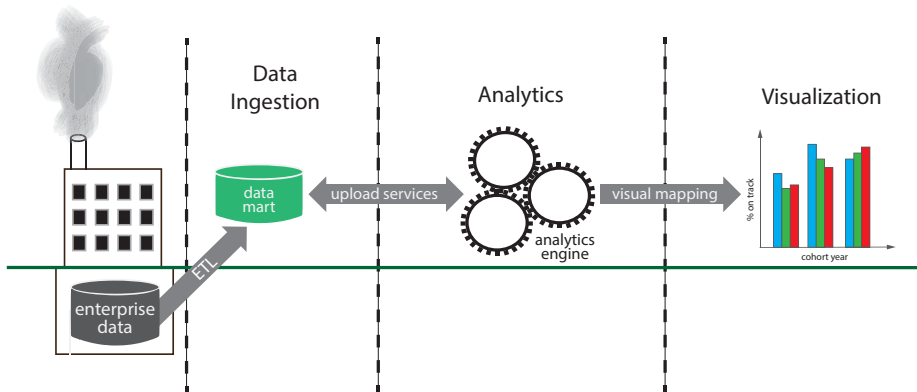 Data
Ingestion
Analytics
Visualization
data
mart
upload services
analytics
engine
visual mapping
% on track
cohort year
ETL
enterprise
data